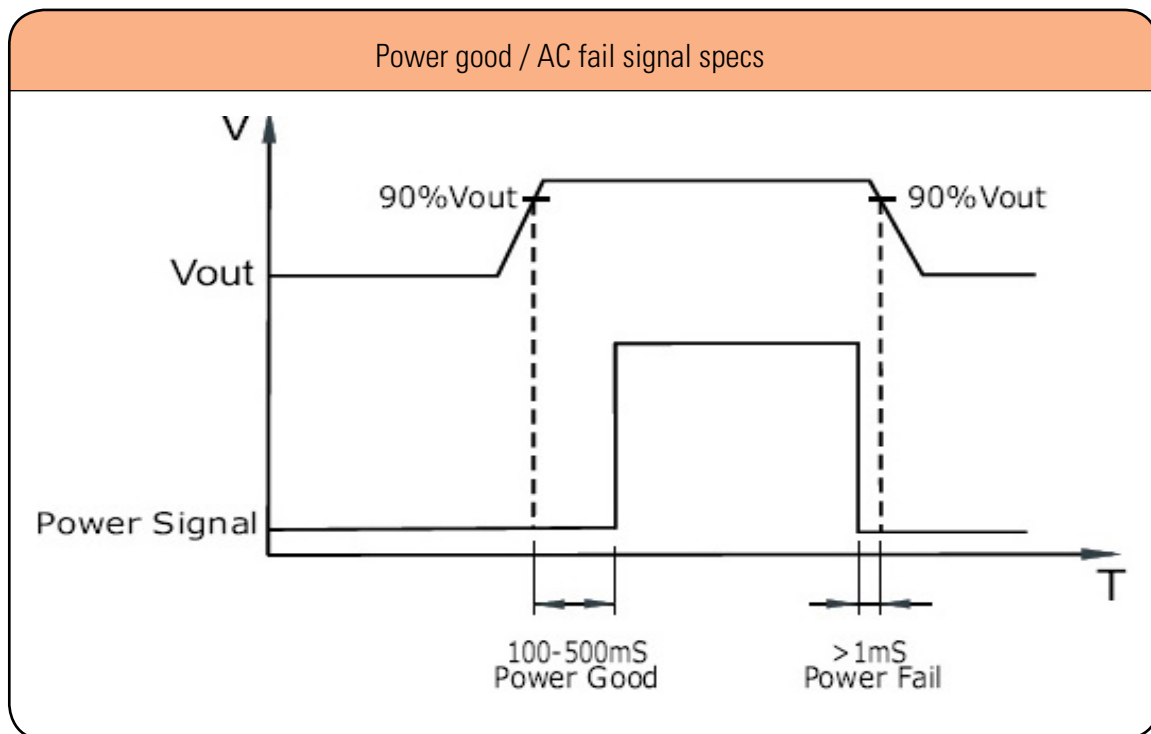 Power good / AC fail signal specs
V
90%Vout
90%Vout
Vout
Power Signal
T
100-500mS
Power Good
>1mS
Power Fail